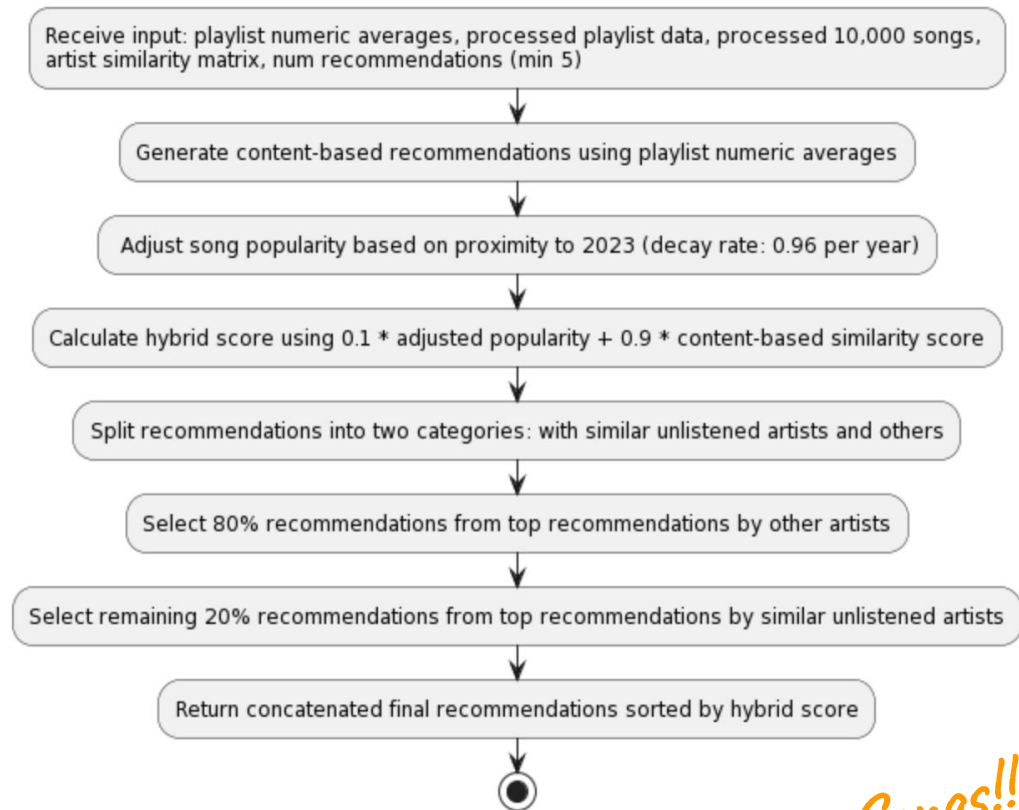 Receive input: playlist numeric averages, processed playlist data, processed 10,000 songs,
artist similarity matrix, num recommendations (min 5)
Generate content-based recommendations using playlist numeric averages
Adjust song popularity based on proximity to 2023 (decay rate: 0.96 per year)
Calculate hybrid score using 0.1 * adjusted popularity + 0.9 * content-based similarity score
Split recommendations into two categories: with similar unlistened artists and others
Select 80% recommendations from top recommendations by other artists
Select remaining 20% recommendations from top recommendations by similar unlistened artists
Return concatenated final recommendations sorted by hybrid score
Songs!!